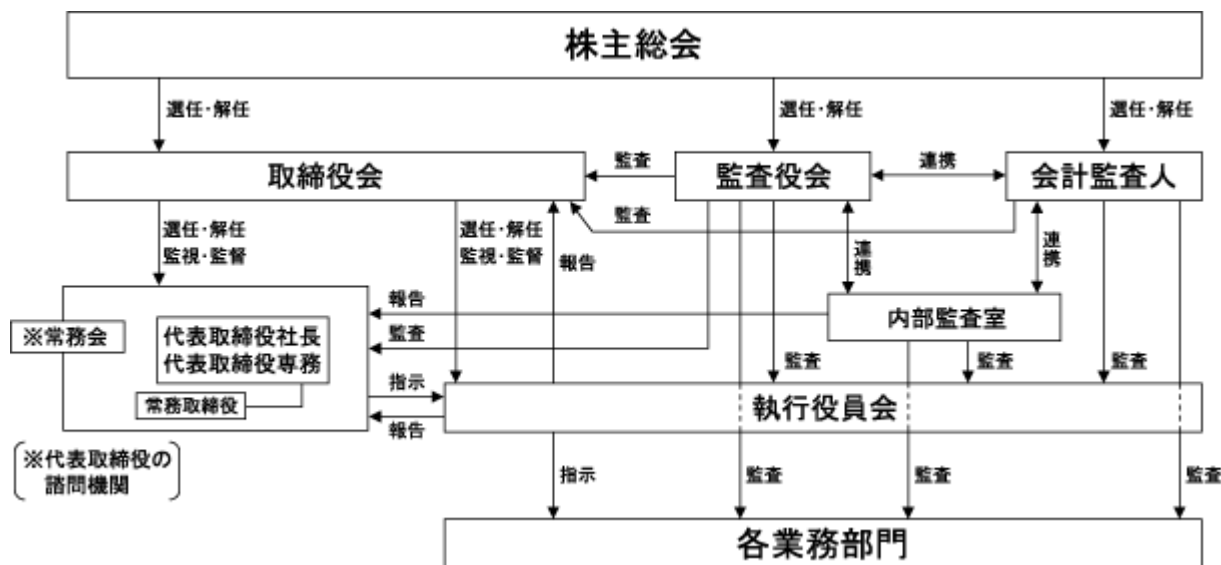 株主総会
選任・解任
選任・解任
選任・解任
取締役会
監査
監査役会
連携
会計監査人
監査
選任・解任
監視・監督
選任・解任
監視・監督
報告
連携
連携
報告
内部監査室
※常務会
代表取締役社長
代表取締役専務
監査
監査
監査
監査
常務取締役
指示
執行役員会
報告
※代表取締役の
諮問機関
指示
監査
監査
監査
各業務部門